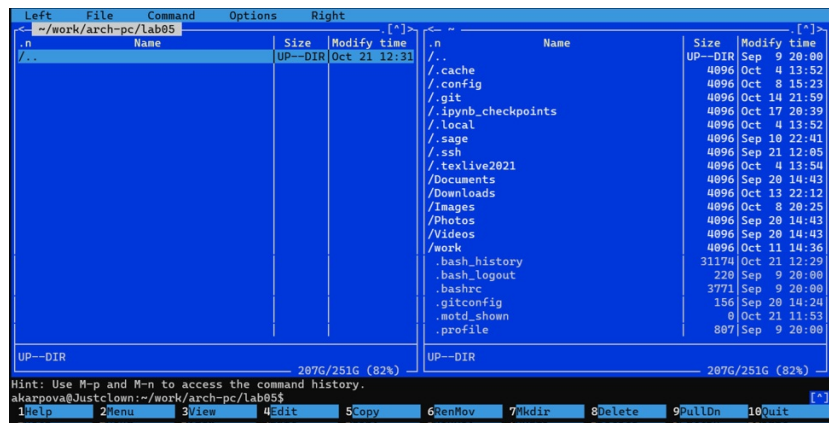 Left File Command Options Right
<- ~/work/arch-pc/lab05 .[^]> <- ~ .[^]>
.n Name Size Modify time .n Name Size Modify time
/.. UP--DIR Oct 21 12:31 /.. UP--DIR Sep 9 20:00
/.cache 4096 Oct 4 13:52
/.config 4096 Oct 8 15:23
/.git 4096 Oct 14 21:59
/.ipynb_checkpoints 4096 Oct 17 20:39
/.local 4096 Oct 4 13:52
/.sage 4096 Sep 10 22:41
/.ssh 4096 Sep 21 12:05
/.texlive2021 4096 Oct 4 13:54
/Documents 4096 Sep 20 14:43
/Downloads 4096 Oct 13 22:12
/Images 4096 Oct 8 20:25
/Photos 4096 Sep 20 14:43
/Videos 4096 Sep 20 14:43
/work 4096 Oct 11 14:36
.bash_history 31174 Oct 21 12:29
.bash_logout 220 Sep 9 20:00
.bashrc 3771 Sep 9 20:00
.gitconfig 156 Sep 20 14:24
.motd_shown 0 Oct 21 11:53
.profile 807 Sep 9 20:00
UP--DIR UP--DIR
207G/251G (82%) 207G/251G (82%)
Hint: Use M-p and M-n to access the command history.
akarpova@Justclown:~/work/arch-pc/lab05$ [^]
1Help 2Menu 3View 4Edit 5Copy 6RenMov 7Mkdir 8Delete 9PullDn 10Quit